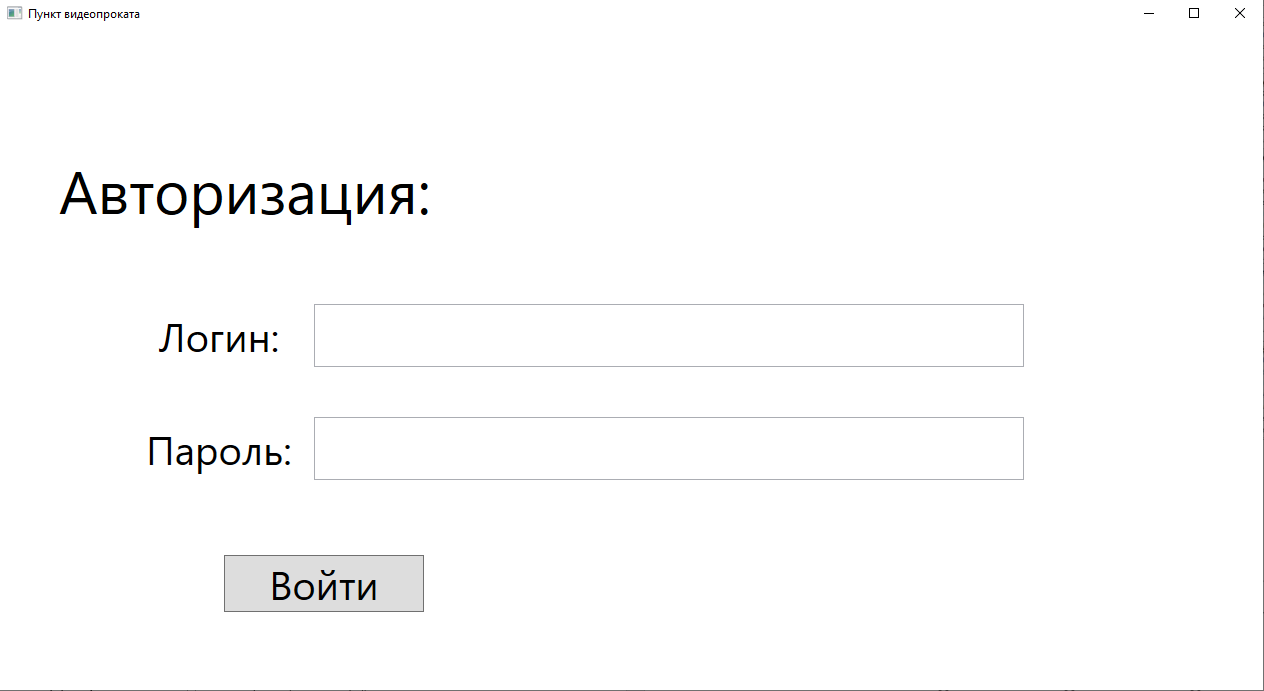 Пункт видеопроката
Авторизация:
Логин:
Пароль:
Войти